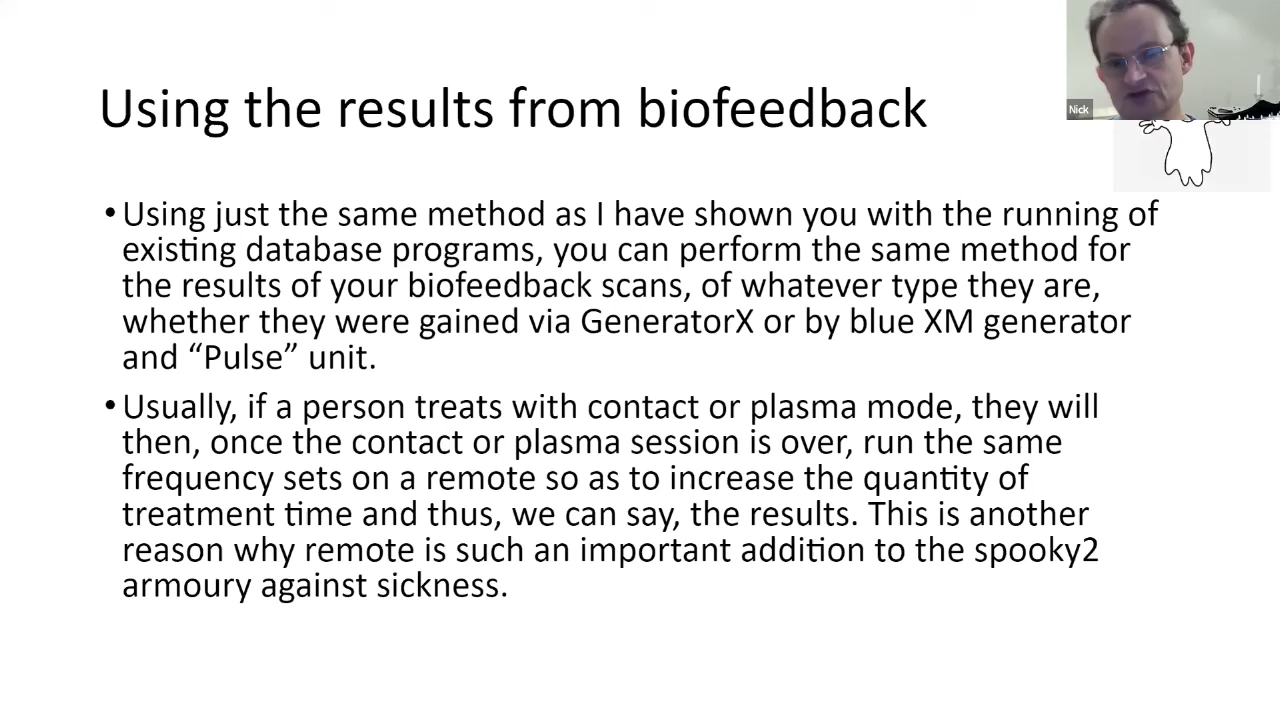 Nick
Using the results from biofeedback
• Using just the same method as I have shown you with the running of
existing database programs, you can perform the same method for
the results of your biofeedback scans, of whatever type they are,
whether they were gained via GeneratorX or by blue XM generator
and “Pulse” unit.
• Usually, if a person treats with contact or plasma mode, they will
then, once the contact or plasma session is over, run the same
frequency sets on a remote so as to increase the quantity of
treatment time and thus, we can say, the results. This is another
reason why remote is such an important addition to the spooky2
armoury against sickness.